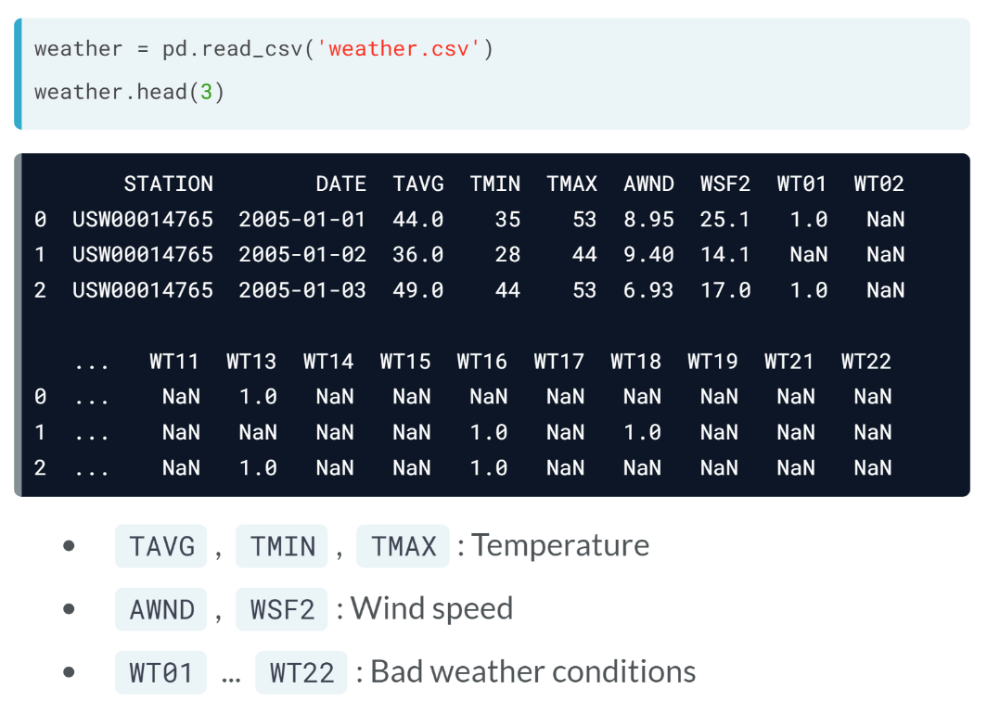 weather = pd.read_csv('weather.csv')
weather.head(3)
STATION DATE TAVG TMIN TMAX AWND WSF2 WT01 WT02
0 USW00014765 2005-01-01 44.0 35 53 8.95 25.1 1.0 NaN
1 USW00014765 2005-01-02 36.0 28 44 9.40 14.1 NaN NaN
2 USW00014765 2005-01-03 49.0 44 53 6.93 17.0 1.0 NaN
... WT11 WT13 WT14 WT15 WT16 WT17 WT18 WT19 WT21 WT22
0 ... NaN 1.0 NaN NaN NaN NaN NaN NaN NaN NaN
1 ... NaN NaN NaN NaN 1.0 NaN 1.0 NaN NaN NaN
2 ... NaN 1.0 NaN NaN 1.0 NaN NaN NaN NaN NaN
• TAVG , TMIN , TMAX : Temperature
• AWND , WSF2 : Wind speed
• WT01 ... WT22 : Bad weather conditions